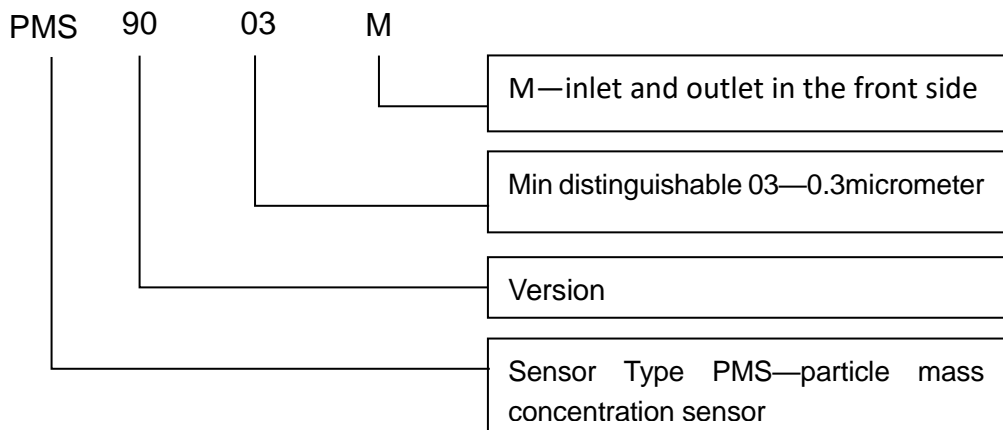 PMS 90 03 M
M—inlet and outlet in the front side
Min distinguishable 03—0.3micrometer
Version
Sensor Type PMS—particle mass
concentration sensor